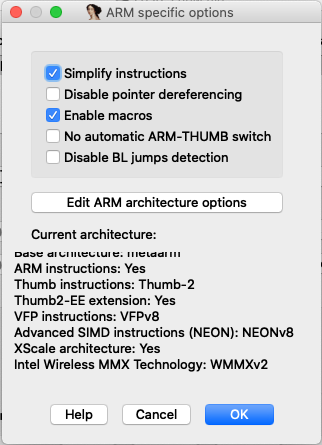 ARM specific options
Simplify instructions
Disable pointer dereferencing
Enable macros
No automatic ARM-THUMB switch
Disable BL jumps detection
Edit ARM architecture options
Current architecture:
Base architecture: metaarm
ARM instructions: Yes
Thumb instructions: Thumb-2
Thumb2-EE extension: Yes
VFP instructions: VFPv8
Advanced SIMD instructions (NEON): NEONv8
XScale architecture: Yes
Intel Wireless MMX Technology: WMMXv2
Help
Cancel
OK